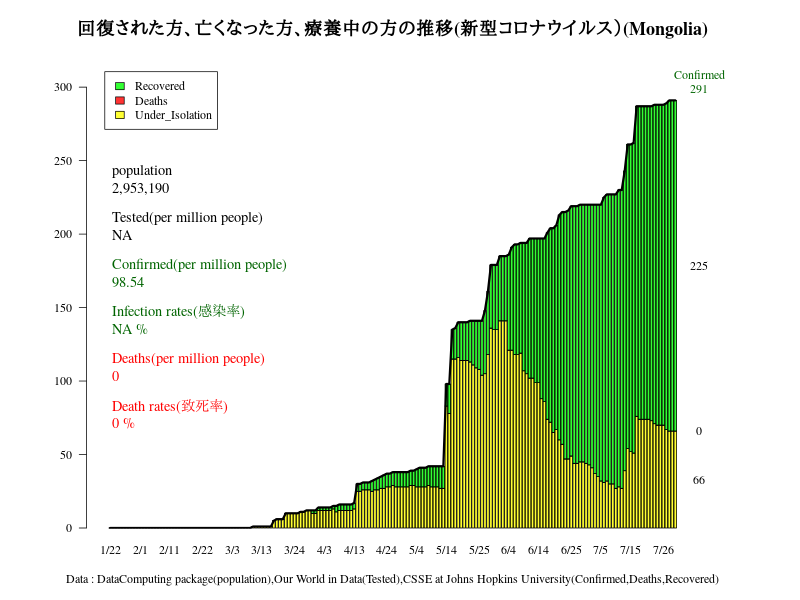 回復された方、亡くなった方、療養中の方の推移(新型コロナウイルス）(Mongolia)
Confirmed
291
Recovered
Deaths
Under_Isolation
population
2,953,190
Tested(per million people)
NA
Confirmed(per million people)
98.54
Infection rates(感染率)
NA %
Deaths(per million people)
0
Death rates(致死率)
0 %
300
250
200
150
100
50
0
225
0
66
1/22 2/1 2/11 2/22 3/3 3/13 3/24 4/3 4/13 4/24 5/4 5/14 5/25 6/4 6/14 6/25 7/5 7/15 7/26
Data : DataComputing package(population),Our World in Data(Tested),CSSE at Johns Hopkins University(Confirmed,Deaths,Recovered)